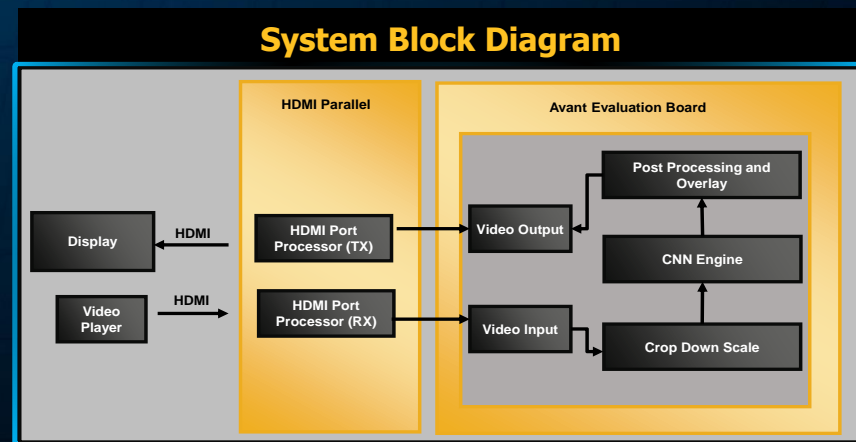 System Block Diagram
HDMI Parallel
Avant Evaluation Board
Post Processing and
Overlay
Display
HDMI
HDMI Port
Processor (TX)
Video Output
CNN Engine
Video
Player
HDMI
HDMI Port
Processor (RX)
Video Input
Crop Down Scale